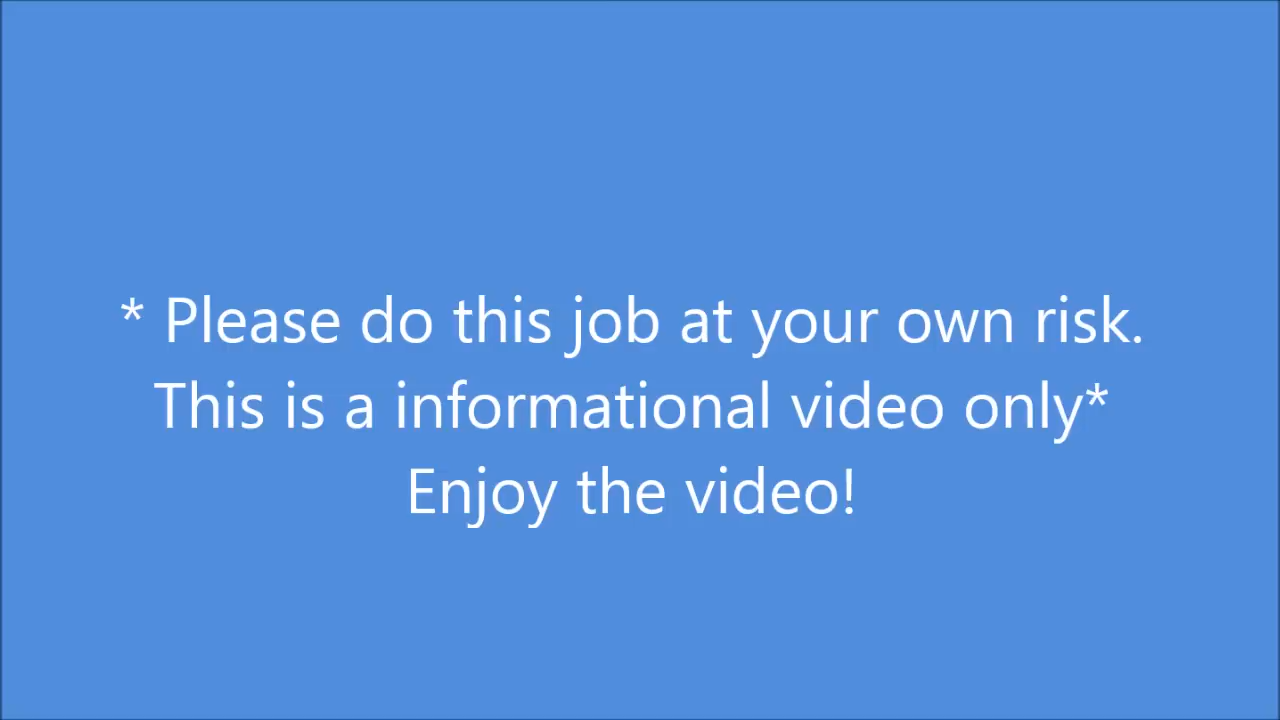 * Please do this job at your own risk.
This is a informational video only*
Enjoy the video!